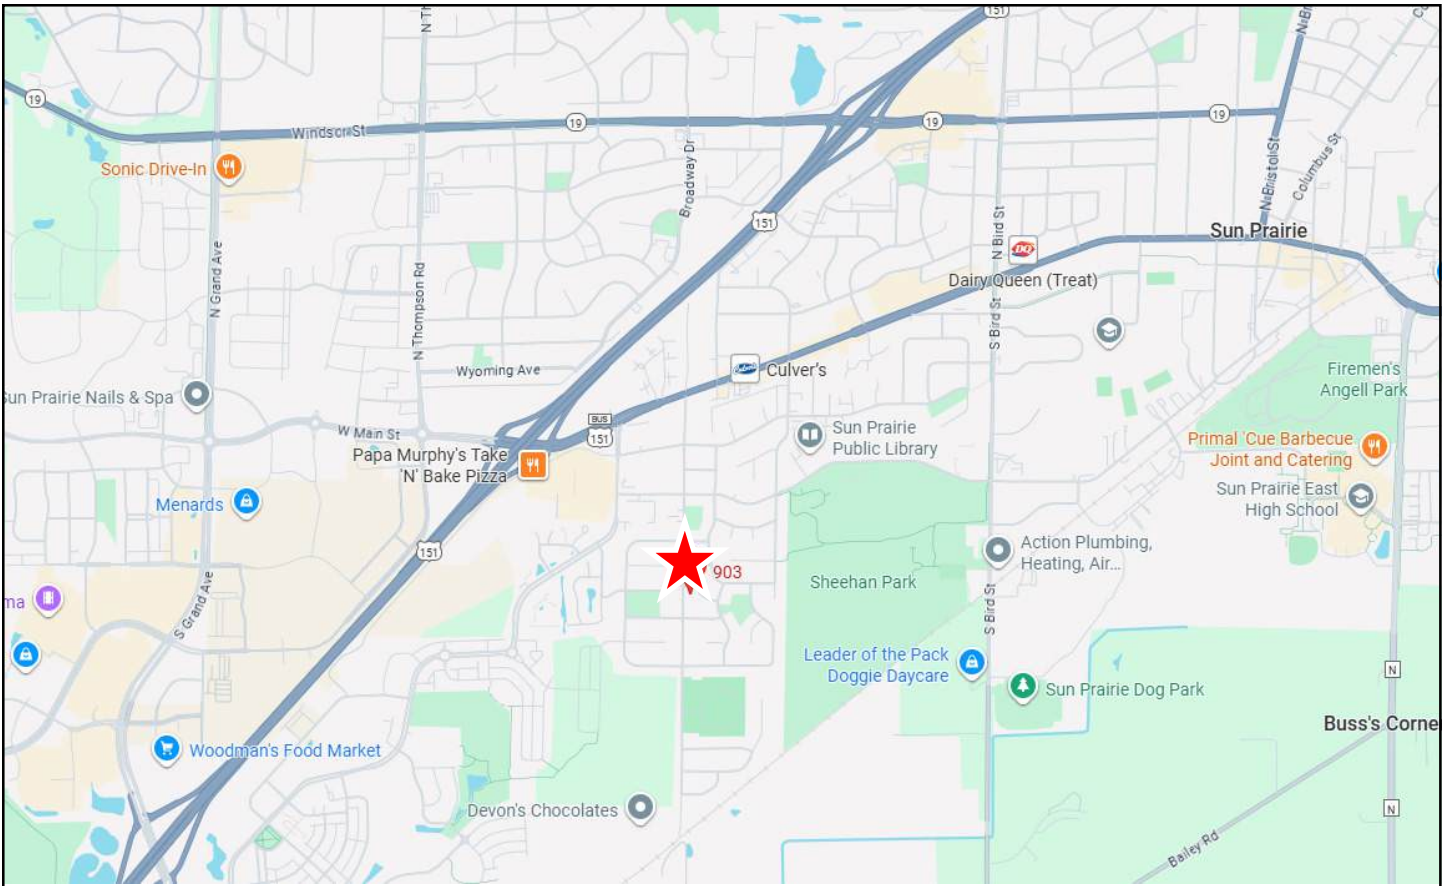 151
N Th
N Br
Co
19
Windsor St
19
19
19
Sonic Drive-In
Broadway Dr
N Bristol St
Columbus St
151
N Bird St
Sun Prairie
N Grand Ave
DQ
Dairy Queen (Treat)
N Thompson Rd
S Bird St
Wyoming Ave
Culver's
Firemen's
Angell Park
Sun Prairie Nails & Spa
BUS
151
W Main St
Sun Prairie
Public Library
Papa Murphy's Take
'N' Bake Pizza
Primal 'Cue Barbecue
Joint and Catering
Menards
Sun Prairie East
High School
151
Action Plumbing,
Heating, Air...
903
Sheehan Park
ma
S Grand Ave
S Bird St
Leader of the Pack
Doggie Daycare
N
Sun Prairie Dog Park
Buss's Corne
Woodman's Food Market
Devon's Chocolates
N
Bailey Rd